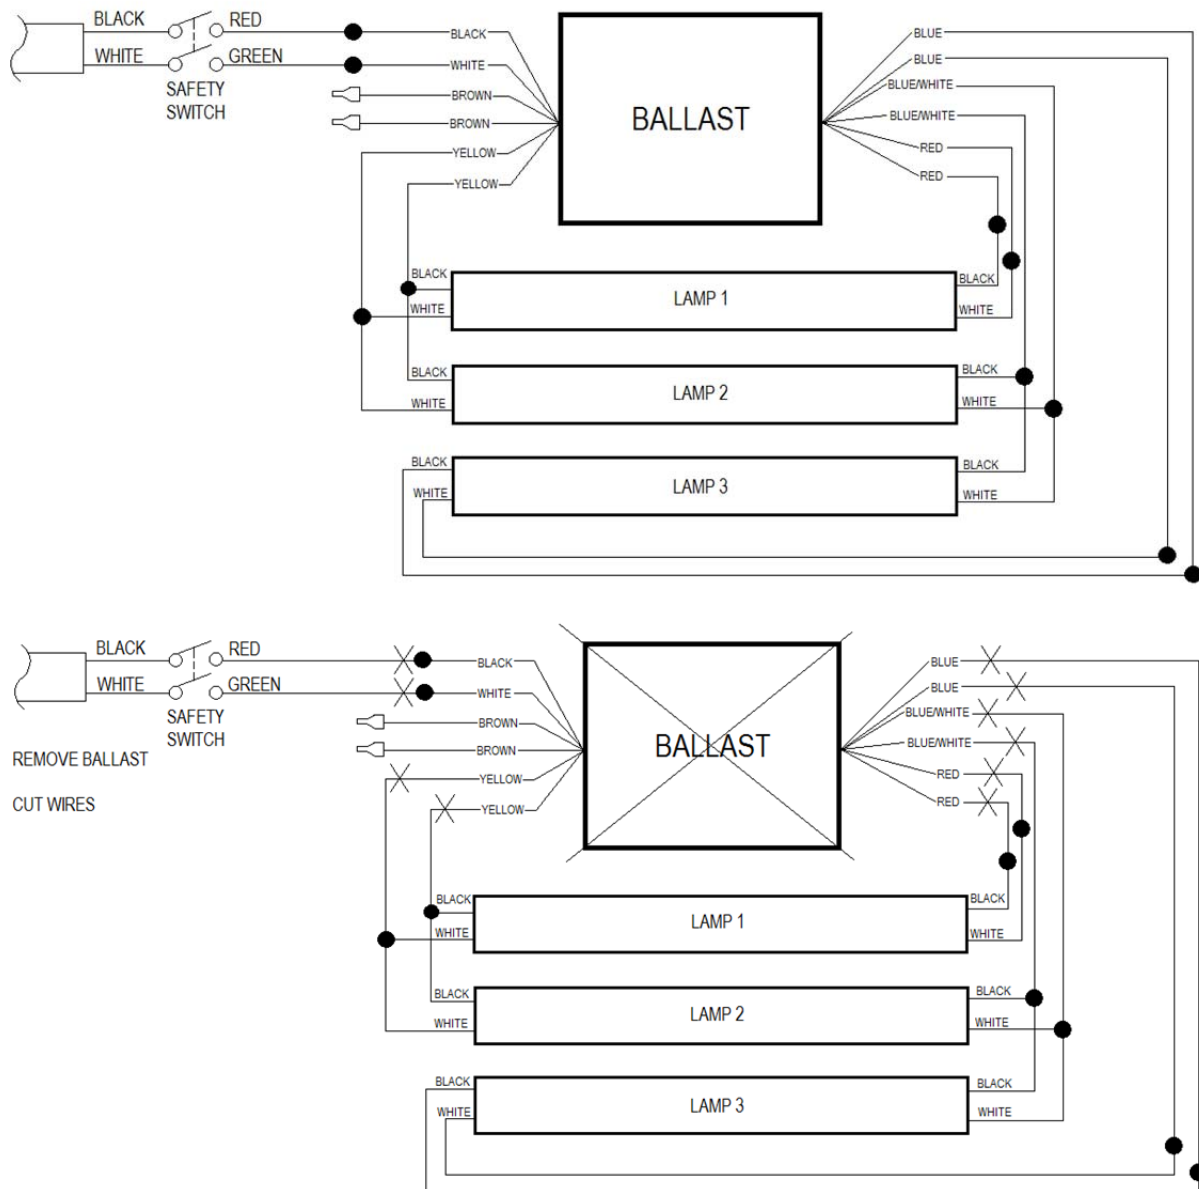 BLACK RED
WHITE GREEN
SAFETY
SWITCH
BLACK
WHITE
BROWN
BROWN
YELLOW
YELLOW
BALLAST
BLUE
BLUE
BLUE/WHITE
BLUE/WHITE
RED
RED
BLACK LAMP 1 BLACK
WHITE WHITE
BLACK LAMP 2 BLACK
WHITE WHITE
BLACK LAMP 3 BLACK
WHITE WHITE
BLACK RED
WHITE GREEN
SAFETY
SWITCH
REMOVE BALLAST
CUT WIRES
BLACK
WHITE
BROWN
BROWN
YELLOW
YELLOW
BALLAST
BLUE
BLUE
BLUE/WHITE
BLUE/WHITE
RED
RED
BLACK LAMP 1 BLACK
WHITE WHITE
BLACK LAMP 2 BLACK
WHITE WHITE
BLACK LAMP 3 BLACK
WHITE WHITE